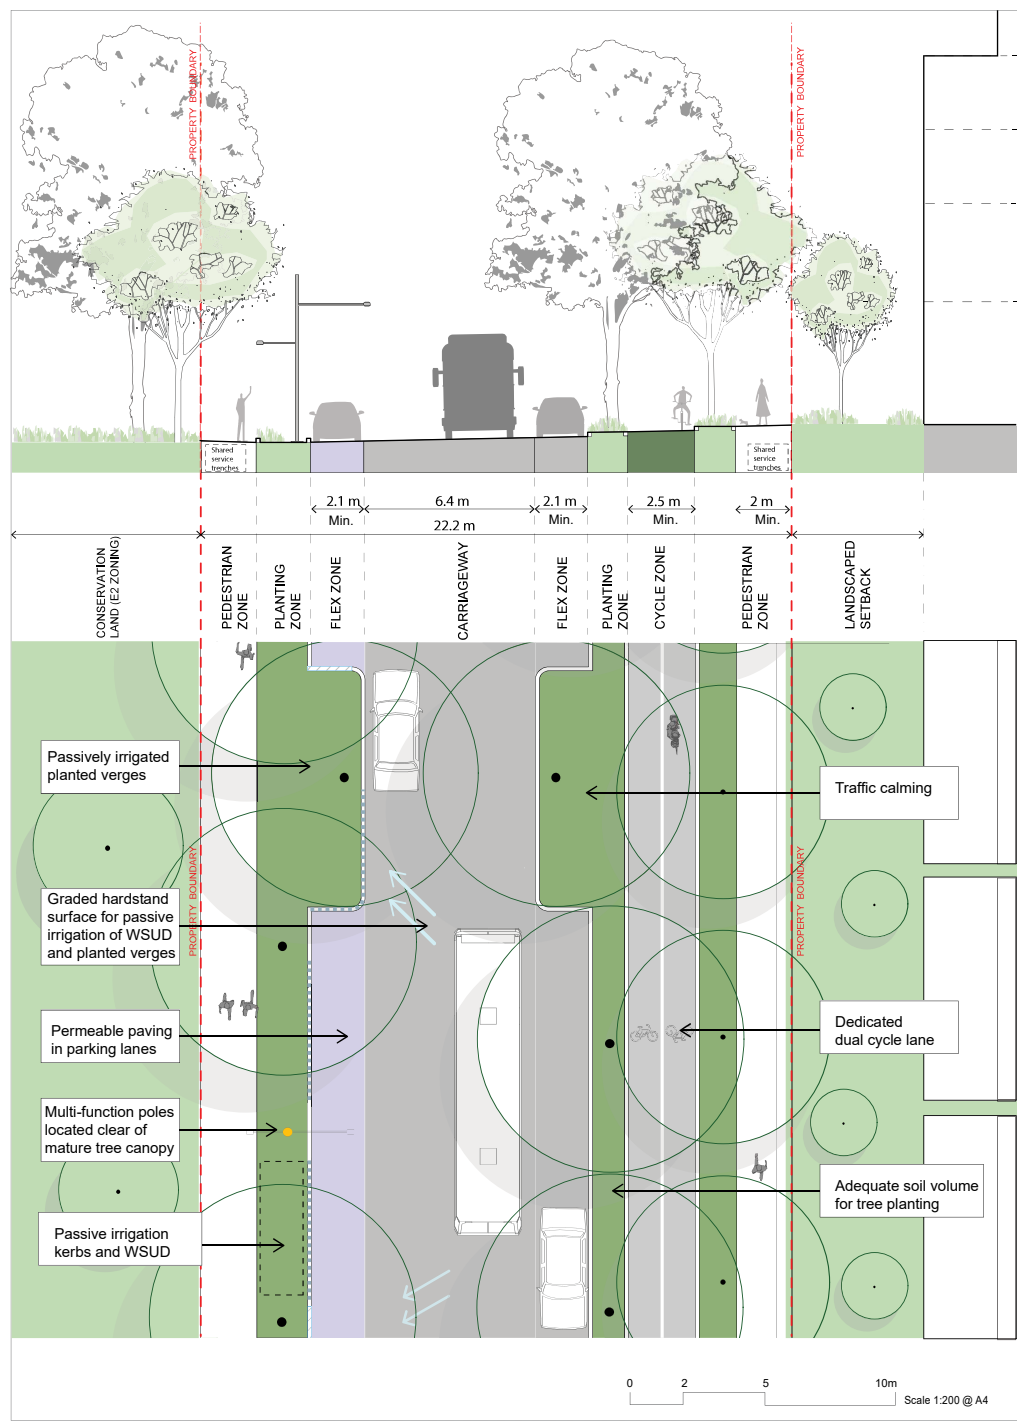 PROPERTY BOUNDARY
PROPERTY BOUNDARY
Shared
service
trenches
Shared
service
trenches
2.1 m
Min.
6.4 m
2.1 m
Min.
2.5 m
Min.
2 m
Min.
22.2 m
CONSERVATION
LAND (E2 ZONING)
PEDESTRIAN
ZONE
PLANTING
ZONE
FLEX ZONE
CARRIAGEWAY
FLEX ZONE
PLANTING
ZONE
CYCLE ZONE
PEDESTRIAN
ZONE
LANDSCAPED
SETBACK
Passively irrigated
planted verges
Traffic calming
PROPERTY BOUNDARY
PROPERTY BOUNDARY
Graded hardstand
surface for passive
irrigation of WSUD
and planted verges
Permeable paving
in parking lanes
Dedicated
dual cycle lane
Multi-function poles
located clear of
mature tree canopy
Adequate soil volume
for tree planting
Passive irrigation
kerbs and WSUD
0 2 5 10m
Scale 1:200 @ A4